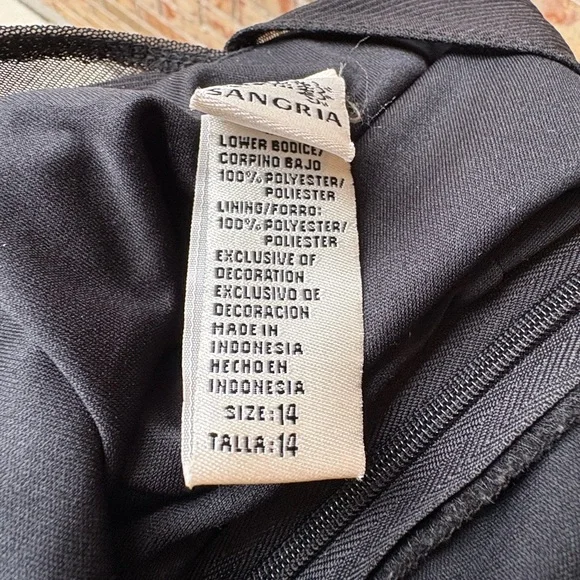 SANGRIA
LOWER BODICE/
CORPINO BAJO
100% POLYESTER/
POLIESTER
LINING/FORRO:
100% POLYESTER/
POLIESTER
EXCLUSIVE OF
DECORATION
EXCLUSIVO DE
DECORACION
MADE IN
INDONESIA
HECHO EN
INDONESIA
SIZE:14
TALLA:14